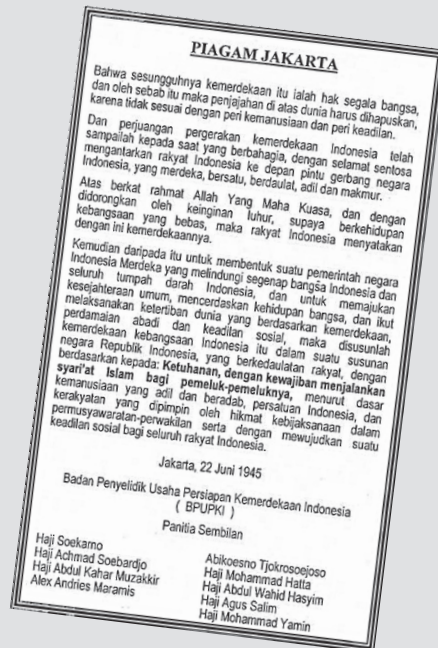 PIAGAM JAKARTA
Bahwa sesungguhnya kemerdekaan itu ialah hak segala bangsa,
dan oleh sebab itu maka penjajahan di atas dunia harus dihapuskan,
karena tidak sesuai dengan peri kemanusiaan dan peri keadilan.
Dan perjuangan pergerakan kemerdekaan Indonesia telah
sampailah kepada saat yang berbahagia, dengan selamat sentosa
mengantarkan rakyat Indonesia ke depan pintu gerbang negara
Indonesia, yang merdeka, bersatu, berdaulat, adil dan makmur.
Atas berkat rahmat Allah Yang Maha Kuasa, dan dengan
didorongkan oleh keinginan luhur, supaya berkehidupan
kebangsaan yang bebas, maka rakyat Indonesia menyatakan
dengan ini kemerdekaannya.
Kemudian daripada itu untuk membentuk suatu pemerintah negara
Indonesia Merdeka yang melindungi segenap bangsa Indonesia dan
seluruh tumpah darah Indonesia, dan untuk memajukan
kesejahteraan umum, mencerdaskan kehidupan bangsa, dan ikut
melaksanakan ketertiban dunia yang berdasarkan kemerdekaan,
perdamaian abadi dan keadilan sosial, maka disusunlah
kemerdekaan kebangsaan Indonesia itu dalam suatu susunan
negara Republik Indonesia, yang berkedaulatan rakyat, dengan
berdasarkan kepada: Ketuhanan, dengan kewajiban menjalankan
syari'at Islam bagi pemeluk-pemeluknya, menurut dasar
kemanusiaan yang adil dan beradab, persatuan Indonesia, dan
kerakyatan yang dipimpin oleh hikmat kebijaksanaan dalam
permusyawaratan-perwakilan serta dengan mewujudkan suatu
keadilan sosial bagi seluruh rakyat Indonesia.
Jakarta, 22 Juni 1945
Badan Penyelidik Usaha Persiapan Kemerdekaan Indonesia
( BPUPKI )
Panitia Sembilan
Haji Soekarno
Haji Achmad Soebardjo
Haji Abdul Kahar Muzakkir
Alex Andries Maramis
Abikoesno Tjokrosoejoso
Haji Mohammad Hatta
Haji Abdul Wahid Hasyim
Haji Agus Salim
Haji Mohammad Yamin